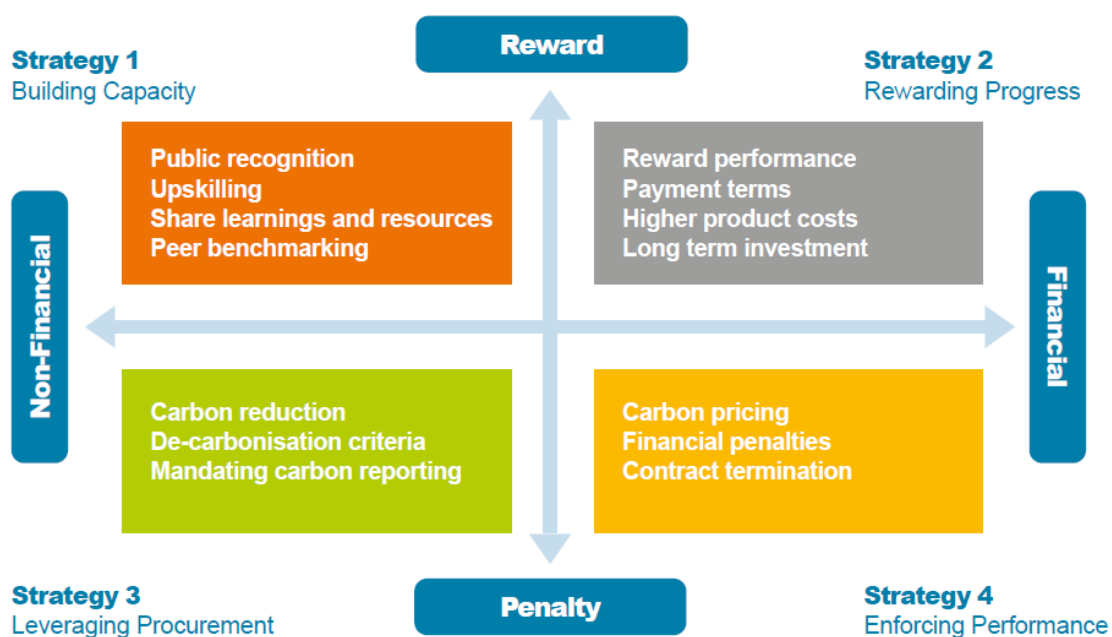 Reward
Strategy 1
Building Capacity
Strategy 2
Rewarding Progress
Public recognition
Upskilling
Share learnings and resources
Peer benchmarking
Reward performance
Payment terms
Higher product costs
Long term investment
Non-Financial
Financial
Carbon reduction
De-carbonisation criteria
Mandating carbon reporting
Carbon pricing
Financial penalties
Contract termination
Strategy 3
Leveraging Procurement
Penalty
Strategy 4
Enforcing Performance